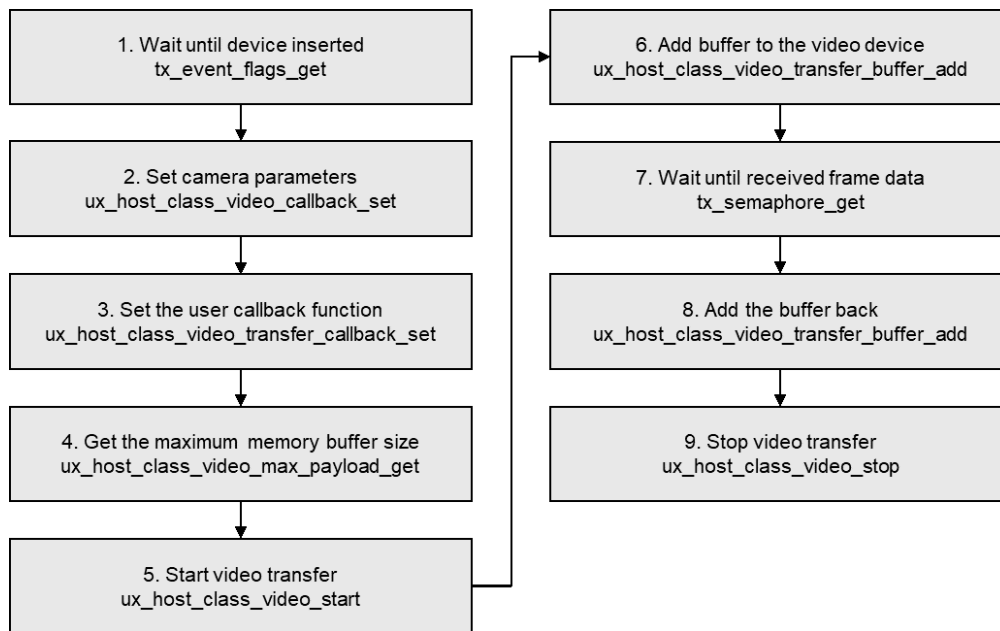 1. Wait until device inserted
tx_event_flags_get
2. Set camera parameters
ux_host_class_video_callback_set
3. Set the user callback function
ux_host_class_video_transfer_callback_set
4. Get the maximum memory buffer size
ux_host_class_video_max_payload_get
5. Start video transfer
ux_host_class_video_start
6. Add buffer to the video device
ux_host_class_video_transfer_buffer_add
7. Wait until received frame data
tx_semaphore_get
8. Add the buffer back
ux_host_class_video_transfer_buffer_add
9. Stop video transfer
ux_host_class_video_stop